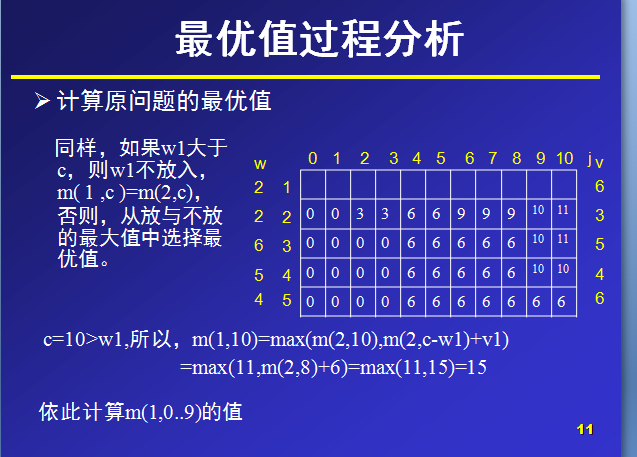 最优值过程分析
➢ 计算原问题的最优值
同样，如果w1大于
c，则w1不放入，
m( 1 ,c )=m(2,c)，
否则，从放与不放
的最大值中选择最
优值。
w 0 1 2 3 4 5 6 7 8 9 10 j v
2 1 6
2 2 0 0 3 3 6 6 9 9 9 10 11 3
6 3 0 0 0 0 6 6 6 6 6 10 11 5
5 4 0 0 0 0 6 6 6 6 6 10 10 4
4 5 0 0 0 0 6 6 6 6 6 6 6 6
c=10>w1,所以，m(1,10)=max(m(2,10),m(2,c-w1)+v1)
=max(11,m(2,8)+6)=max(11,15)=15
依此计算m(1,0..9)的值
11